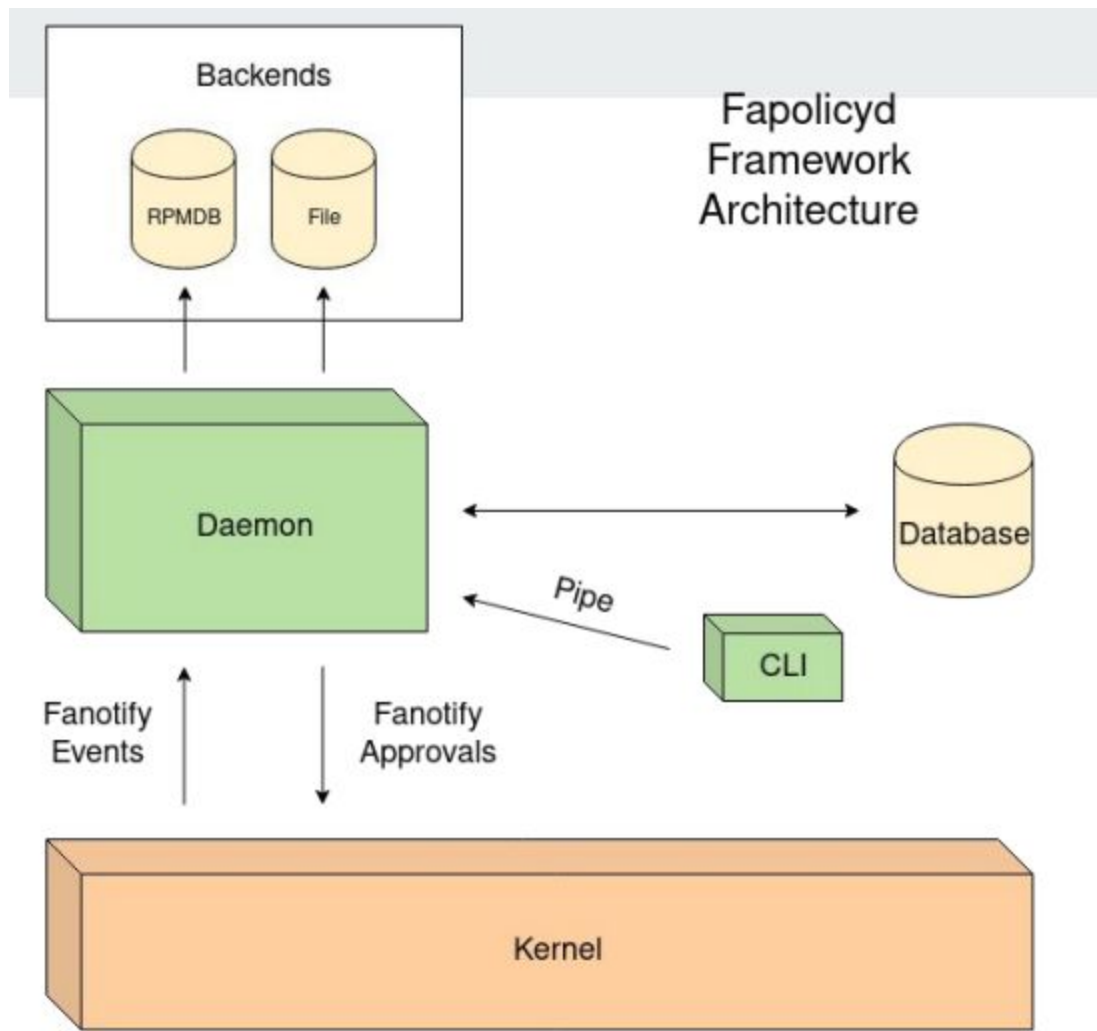 Backends
RPMDB
File
Fapolicyd
Framework
Architecture
Daemon
Database
Pipe
CLI
Fanotify
Events
Fanotify
Approvals
Kernel